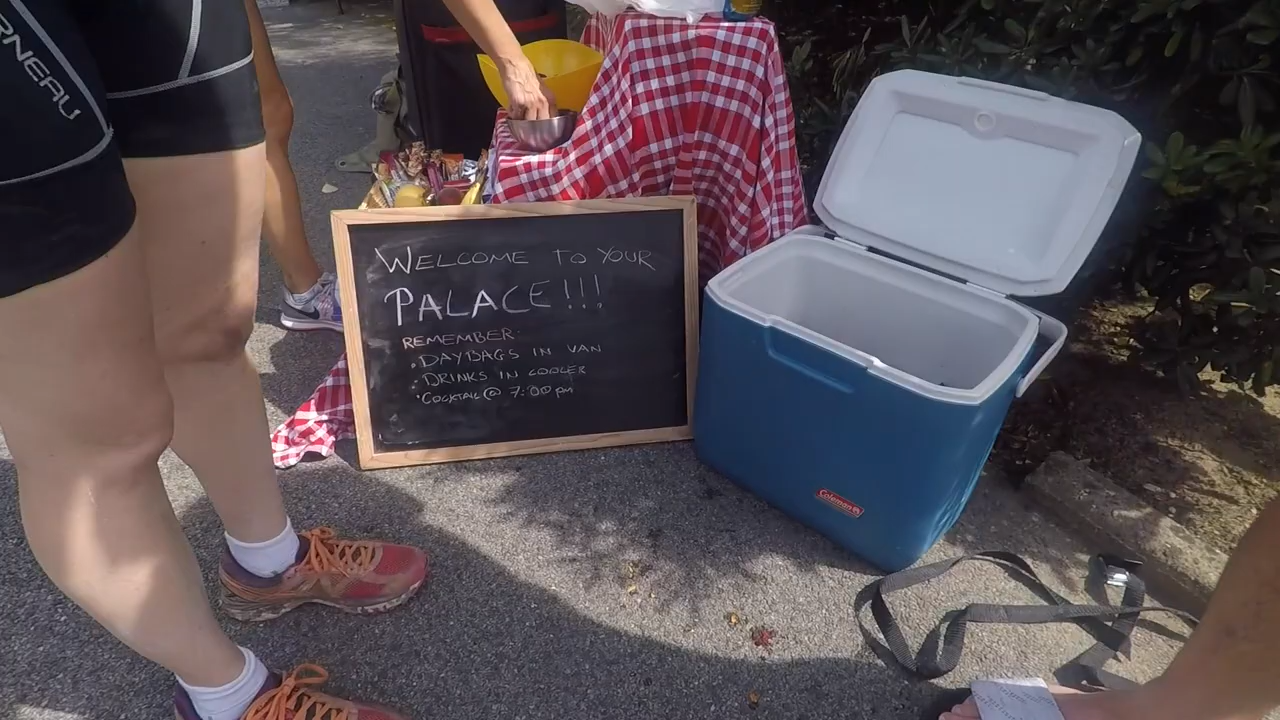 RNEAU
WELCOME TO YOUR
PALACE!!!
REMEMBER:
• DAYBAGS IN VAN
• DRINKS IN COOLER
• COCKTAIL @ 7:00 pm
Coleman